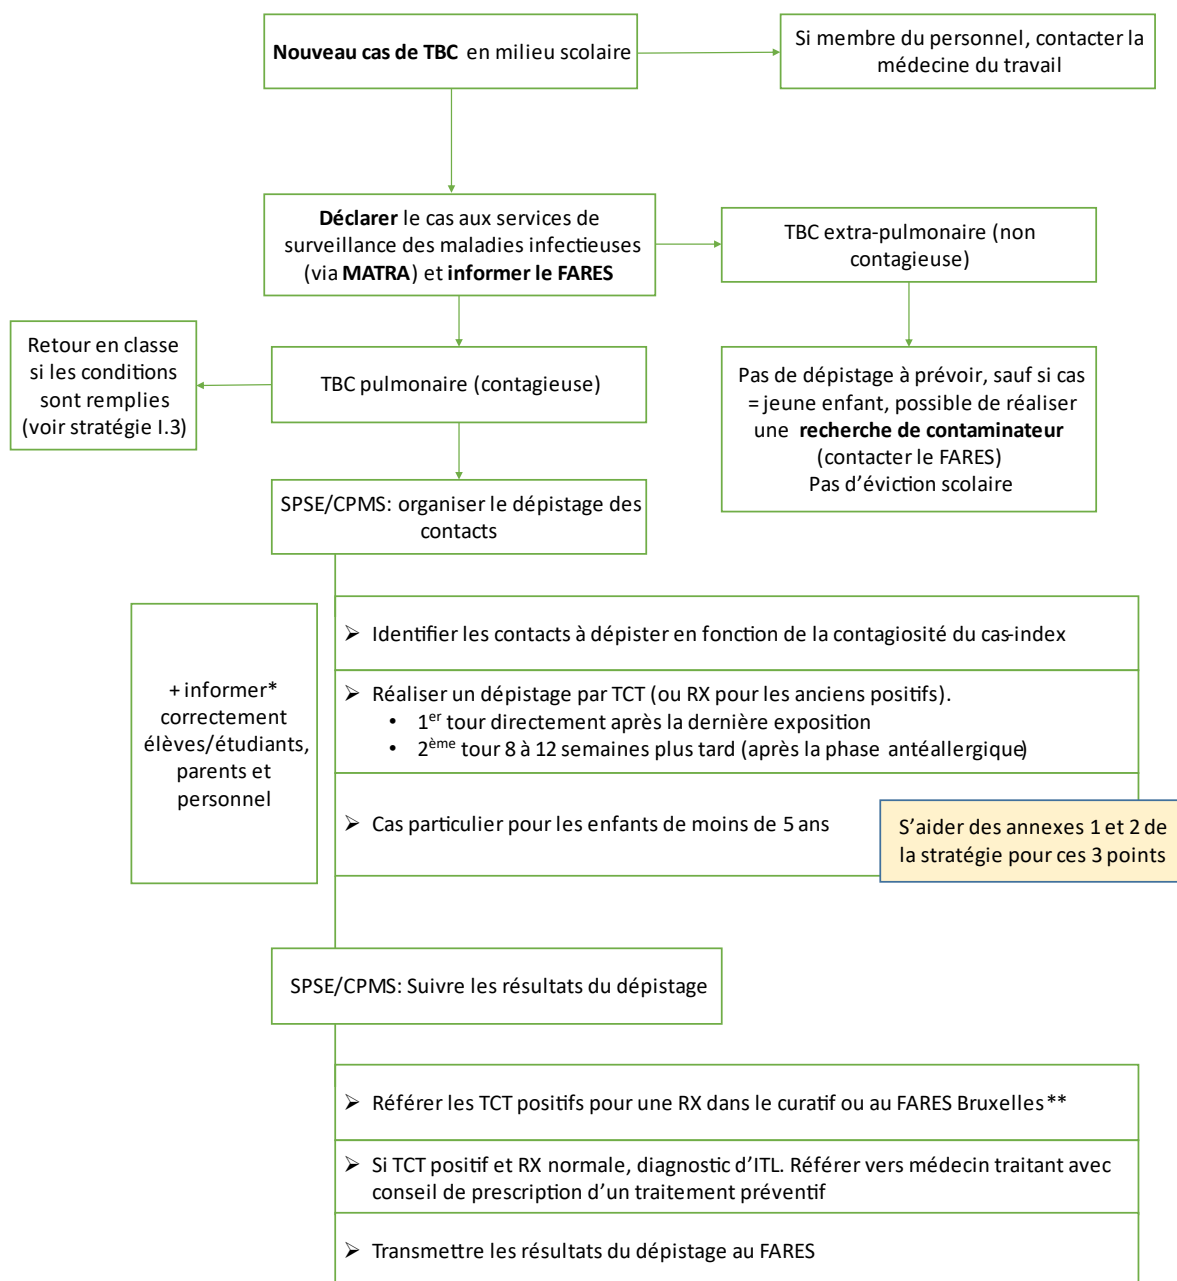 Nouveau cas de TBC en milieu scolaire
Si membre du personnel, contacter la
médecine du travail
Déclarer le cas aux services de
surveillance des maladies infectieuses
(via MATRA) et informer le FARES
TBC extra-pulmonaire (non
contagieuse)
Retour en classe
si les conditions
sont remplies
(voir stratégie I.3)
TBC pulmonaire (contagieuse)
Pas de dépistage à prévoir, sauf si cas
= jeune enfant, possible de réaliser
une recherche de contaminateur
(contacter le FARES)
Pas d'éviction scolaire
SPSE/CPMS: organiser le dépistage des
contacts
+ informer*
correctement
élèves/étudiants,
parents et
personnel
➢ Identifier les contacts à dépister en fonction de la contagiosité du cas-index
➢ Réaliser un dépistage par TCT (ou RX pour les anciens positifs).
• 1er tour directement après la dernière exposition
• 2ème tour 8 à 12 semaines plus tard (après la phase antéallergique)
➢ Cas particulier pour les enfants de moins de 5 ans
S'aider des annexes 1 et 2 de
la stratégie pour ces 3 points
SPSE/CPMS: Suivre les résultats du dépistage
➢ Référer les TCT positifs pour une RX dans le curatif ou au FARES Bruxelles**
➢ Si TCT positif et RX normale, diagnostic d'ITL. Référer vers médecin traitant avec
conseil de prescription d'un traitement préventif
➢ Transmettre les résultats du dépistage au FARES